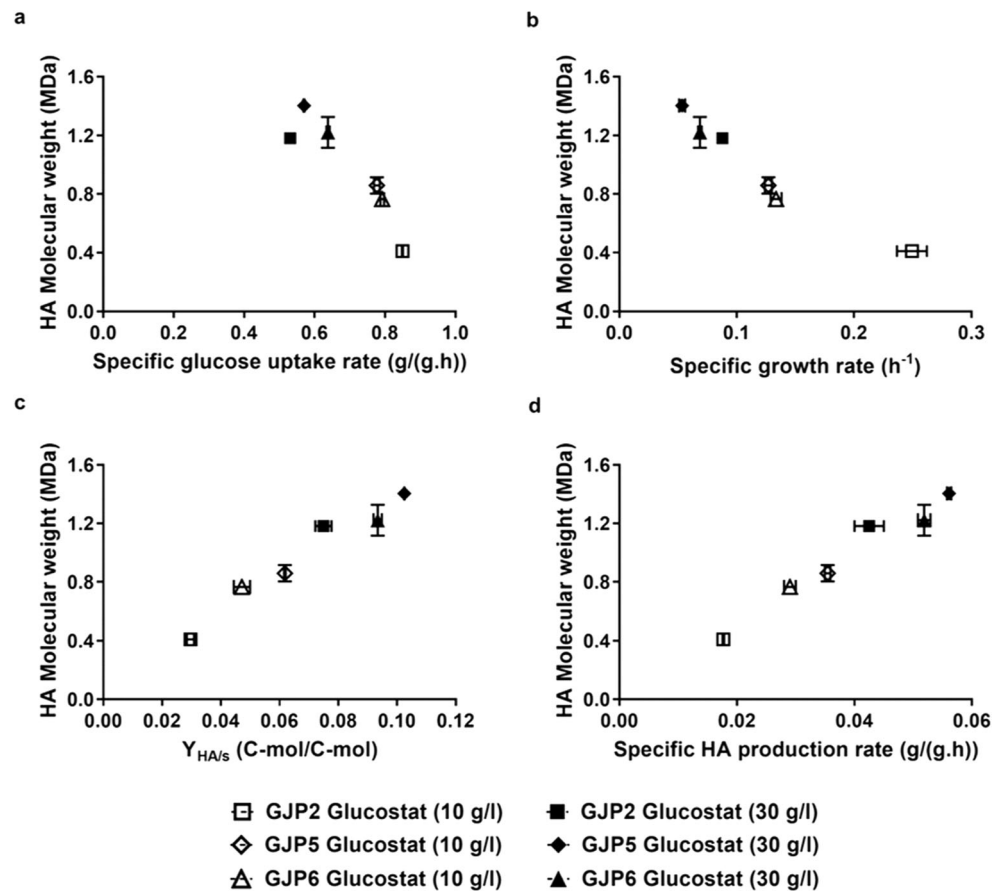 a
HA Molecular weight (MDa)
1.6
1.2
0.8
0.4
0.0
0.0 0.2 0.4 0.6 0.8 1.0
Specific glucose uptake rate (g/(g.h))
b
HA Molecular weight (MDa)
1.6
1.2
0.8
0.4
0.0
0.0 0.1 0.2 0.3
Specific growth rate (h⁻¹)
c
HA Molecular weight (MDa)
1.6
1.2
0.8
0.4
0.0
0.00 0.02 0.04 0.06 0.08 0.10 0.12
Y_HA/s (C-mol/C-mol)
d
HA Molecular weight (MDa)
1.6
1.2
0.8
0.4
0.0
0.00 0.02 0.04 0.06
Specific HA production rate (g/(g.h))
GJP2 Glucostat (10 g/l) GJP2 Glucostat (30 g/l)
GJP5 Glucostat (10 g/l) GJP5 Glucostat (30 g/l)
GJP6 Glucostat (10 g/l) GJP6 Glucostat (30 g/l)